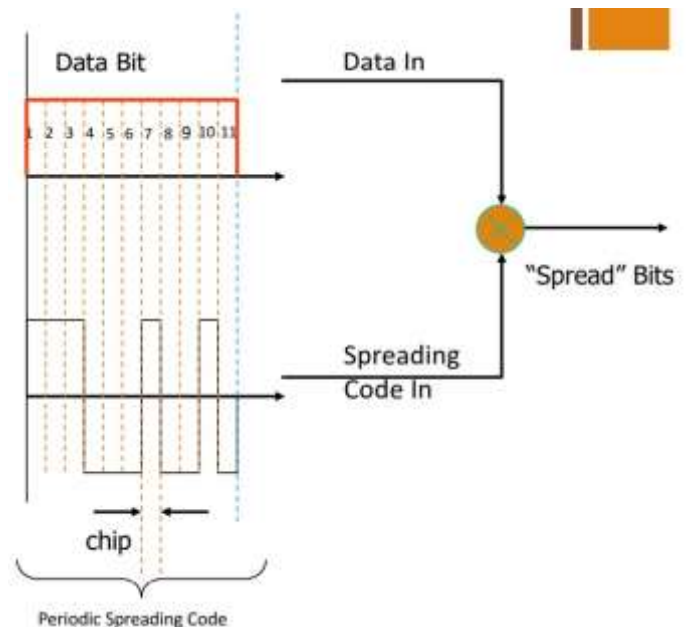 Data Bit
Data In
1 2 3 4 5 6 7 8 9 10 11
"Spread" Bits
Spreading
Code In
chip
Periodic Spreading Code